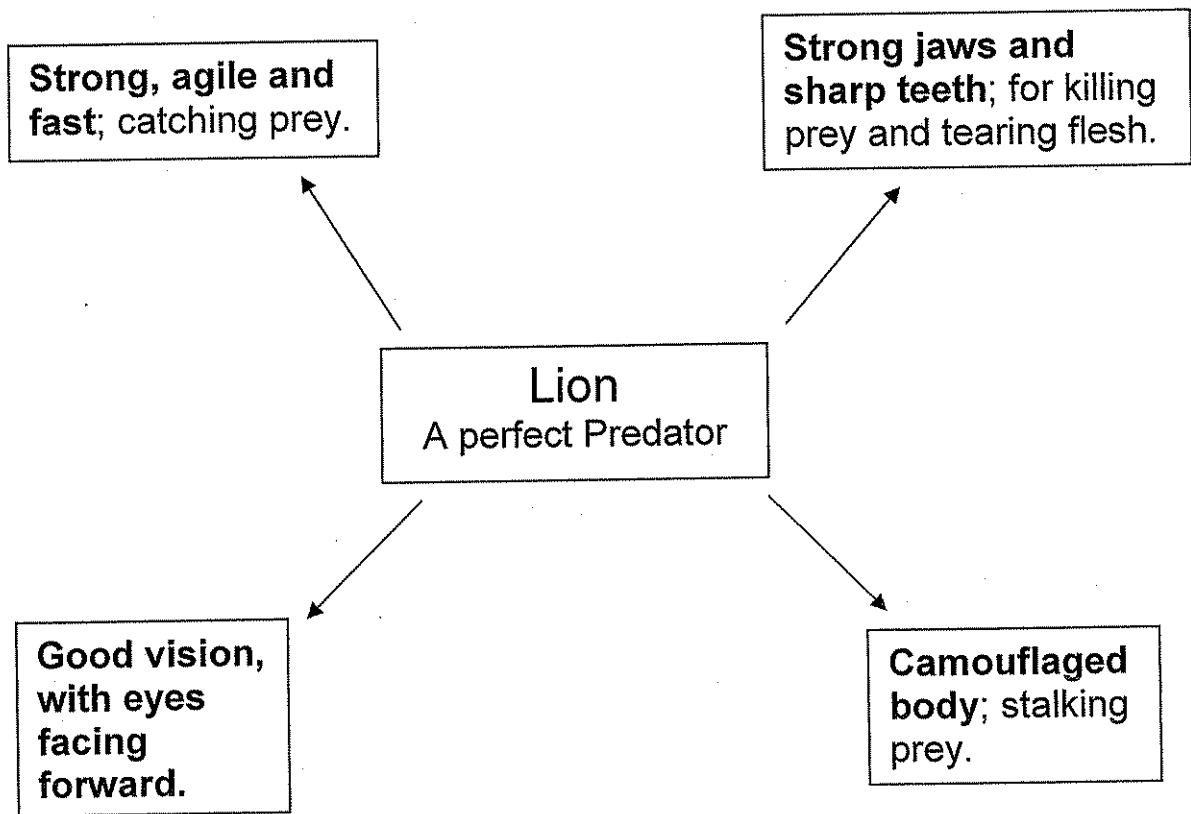 Strong, agile and
fast; catching prey.
Strong jaws and
sharp teeth; for killing
prey and tearing flesh.
Lion
A perfect Predator
Good vision,
with eyes
facing
forward.
Camouflaged
body; stalking
prey.